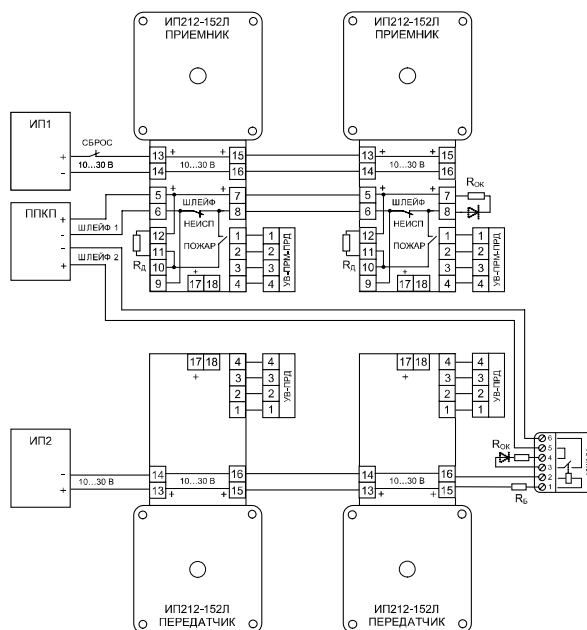 ИП212-152Л
ПРИЕМНИК
ИП212-152Л
ПРИЕМНИК
ИП1
+
-
СБРОС
10...30 В
13 + + 15
14 10...30 В 16
13 + + 15
14 10...30 В 16
ППКП
+
-
-
+
ШЛЕЙФ 1
ШЛЕЙФ 2
5 + + 7
6 ШЛЕЙФ 8
НЕИСП
12 ПОЖАР 1 1
11 2 2
10 3 3
9 + 17 18 4 4
RД
УВ-ПРМ-ПРД
5 + + 7
6 ШЛЕЙФ 8
НЕИСП
12 ПОЖАР 1 1
11 2 2
10 3 3
9 + 17 18 4 4
RД
УВ-ПРМ-ПРД
RОК
17 18 4 4
+ 3 3
2 2
1 1
УВ-ПРД
17 18 4 4
+ 3 3
2 2
1 1
УВ-ПРД
ИП2
-
+
10...30 В
14 - - 16
13 10...30 В 15
+ +
14 - - 16
13 10...30 В 15
+ +
RОК
RБ
6
5
4
3
2
1
ИП212-152Л
ПЕРЕДАТЧИК
ИП212-152Л
ПЕРЕДАТЧИК